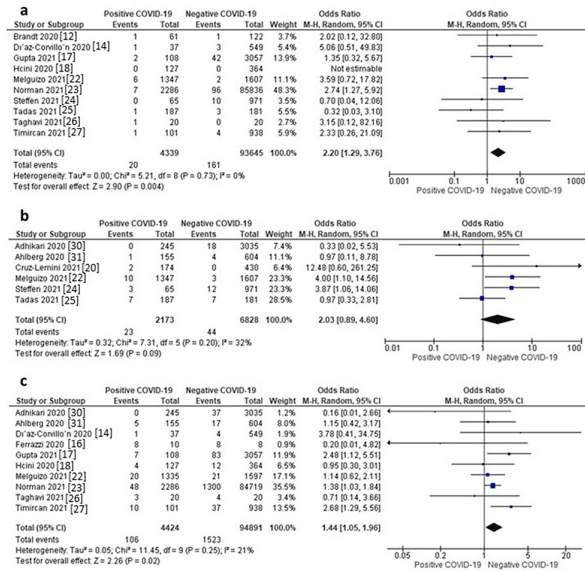 a
Positive COVID-19 Negative COVID-19 Odds Ratio Odds Ratio
Study or Subgroup Events Total Events Total Weight M-H, Random, 95% CI M-H, Random, 95% CI
Brandt 2020 [12] 1 61 1 122 3.7% 2.02 [0.12, 32.80]
Di´az-Corvillo´n 2020 [14] 1 37 3 549 5.5% 5.06 [0.51, 49.83]
Gupta 2021 [17] 2 108 42 3057 14.1% 1.35 [0.32, 5.67]
Hcini 2020 [18] 0 127 0 364 Not estimable
Melguizo 2021 [22] 6 1347 2 1607 11.1% 3.59 [0.72, 17.82]
Norman 2021 [23] 7 2286 96 85836 48.3% 2.74 [1.27, 5.92]
Steffen 2021 [24] 0 65 10 971 3.5% 0.70 [0.04, 12.06]
Tadas 2021 [25] 1 187 3 181 5.6% 0.32 [0.03, 3.10]
Taghavi 2021 [26] 1 20 0 20 2.7% 3.15 [0.12, 82.16]
Timircan 2021 [27] 1 101 4 938 5.9% 2.33 [0.26, 21.09]
Total (95% CI) 4339 93645 100.0% 2.20 [1.29, 3.76]
Total events 20 161
Heterogeneity: Tau² = 0.00; Chi² = 5.21, df = 8 (P = 0.73); I² = 0%
Test for overall effect: Z = 2.90 (P = 0.004)
0.001 0.1 1 10 1000
Positive COVID-19 Negative COVID-19
b
Positive COVID-19 Negative COVID-19 Odds Ratio Odds Ratio
Study or Subgroup Events Total Events Total Weight M-H, Random, 95% CI M-H, Random, 95% CI
Adhikari 2020 [30] 0 245 18 3035 7.4% 0.33 [0.02, 5.53]
Ahlberg 2020 [31] 1 155 4 604 11.1% 0.97 [0.11, 8.78]
Cruz-Lemini 2021 [20] 2 174 0 430 6.7% 12.48 [0.60, 261.25]
Melguizo 2021 [22] 10 1347 3 1607 23.3% 4.00 [1.10, 14.56]
Steffen 2021 [24] 3 65 12 971 22.9% 3.87 [1.06, 14.06]
Tadas 2021 [25] 7 187 7 181 28.6% 0.97 [0.33, 2.81]
Total (95% CI) 2173 6828 100.0% 2.03 [0.89, 4.60]
Total events 23 44
Heterogeneity: Tau² = 0.32; Chi² = 7.31, df = 5 (P = 0.20); I² = 32%
Test for overall effect: Z = 1.69 (P = 0.09)
0.01 0.1 1 10 100
Positive COVID-19 Negative COVID-19
c
Positive COVID-19 Negative COVID-19 Odds Ratio Odds Ratio
Study or Subgroup Events Total Events Total Weight M-H, Random, 95% CI M-H, Random, 95% CI
Adhikari 2020 [30] 0 245 37 3035 1.2% 0.16 [0.01, 2.66]
Ahlberg 2020 [31] 5 155 17 604 8.6% 1.15 [0.42, 3.17]
Di´az-Corvillo´n 2020 [14] 1 37 4 549 1.9% 3.78 [0.41, 34.75]
Ferrazzi 2020 [16] 8 10 8 8 0.9% 0.20 [0.01, 4.82]
Gupta 2021 [17] 7 108 83 3057 11.9% 2.48 [1.12, 5.51]
Hcini 2020 [18] 4 127 12 364 6.8% 0.95 [0.30, 3.01]
Melguizo 2021 [22] 20 1335 21 1597 17.7% 1.14 [0.62, 2.11]
Norman 2021 [23] 48 2286 1300 84719 41.9% 1.38 [1.03, 1.84]
Taghavi 2021 [26] 3 20 4 20 3.4% 0.71 [0.14, 3.66]
Timircan 2021 [27] 10 101 37 938 13.4% 2.68 [1.29, 5.56]
Total (95% CI) 4424 94891 100.0% 1.44 [1.05, 1.96]
Total events 106 1523
Heterogeneity: Tau² = 0.05; Chi² = 11.45, df = 9 (P = 0.25); I² = 21%
Test for overall effect: Z = 2.26 (P = 0.02)
0.05 0.2 1 5 20
Positive COVID-19 Negative COVID-19